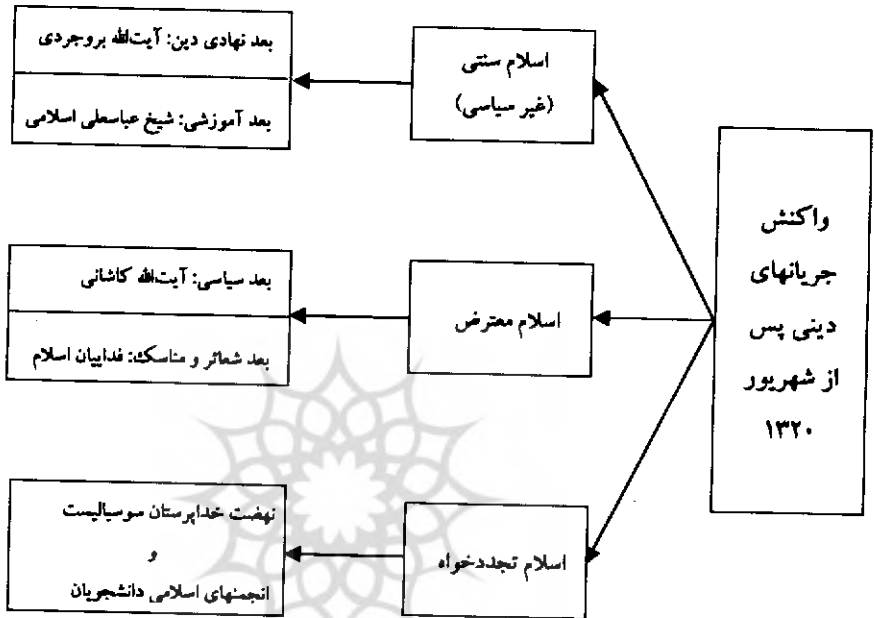 واکنش
جریانهای
دینی پس
از شهریور
۱۳۲۰
اسلام سنتی
(غیر سیاسی)
بعد نهادی دین: آیت‌الله بروجردی
بعد آموزشی: شیخ عباسعلی اسلامی
اسلام معترض
بعد سیاسی: آیت‌الله کاشانی
بعد شعائر و مناسک: فداییان اسلام
اسلام تجددخواه
نهضت خداپرستان سوسیالیست
و
انجمنهای اسلامی دانشجویان